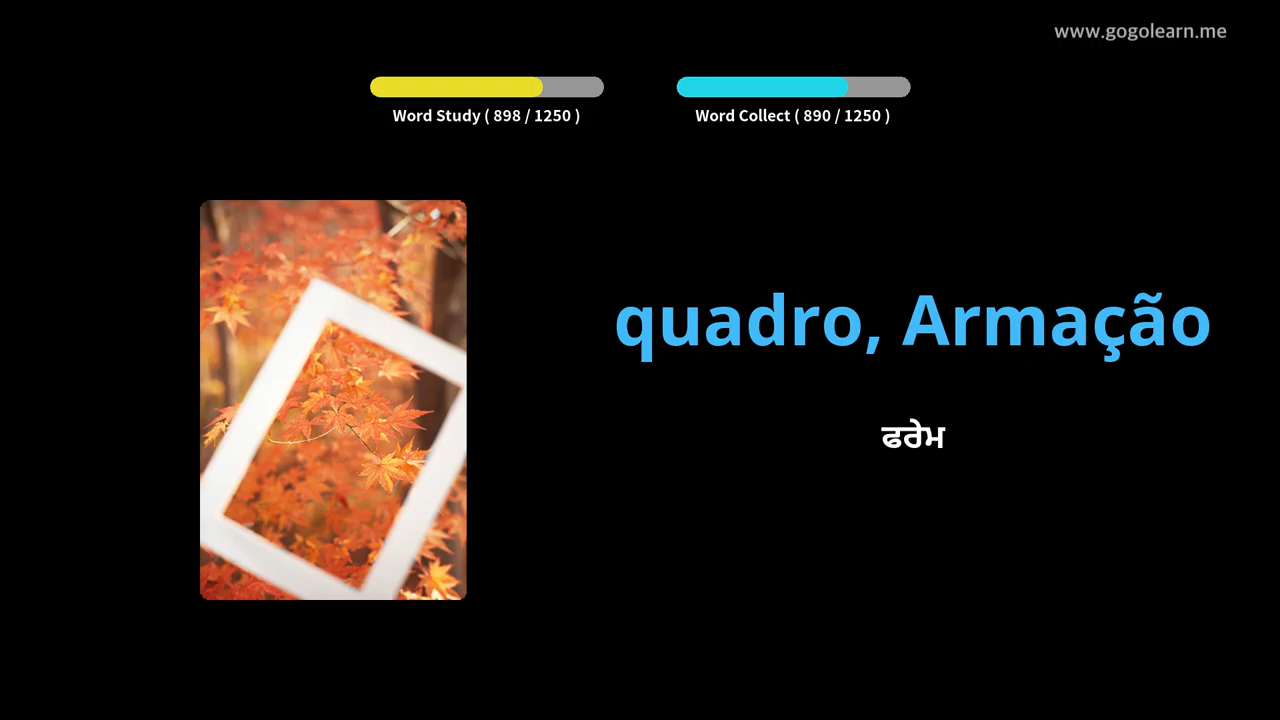 www.gogolearn.me
Word Study ( 898 / 1250 )
Word Collect ( 890 / 1250 )
quadro, Armação
ਫਰੇਮ